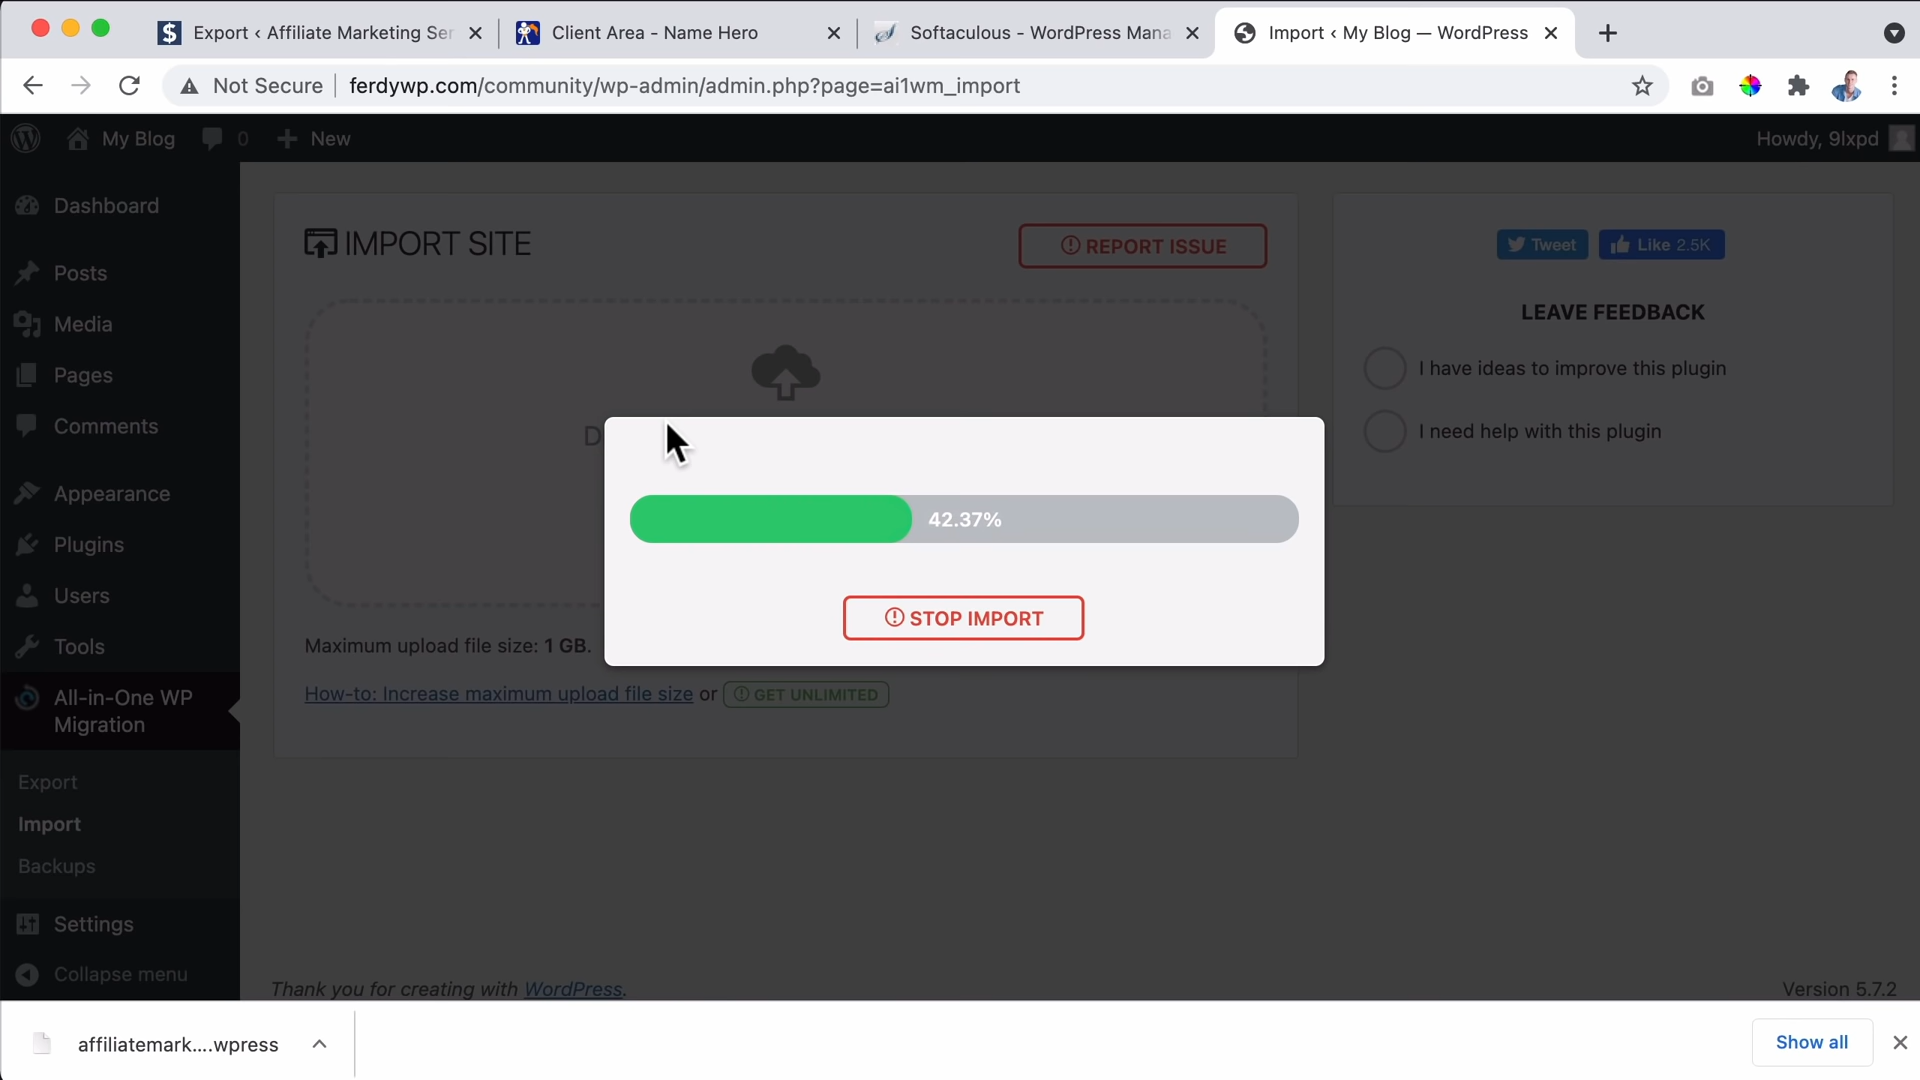 Export ‹ Affiliate Marketing Ser
Client Area - Name Hero
Softaculous - WordPress Mana
Import ‹ My Blog — WordPress
Not Secure
ferdywp.com/community/wp-admin/admin.php?page=ai1wm_import
My Blog
0
New
Howdy, 9lxpd
Dashboard
Posts
Media
Pages
Comments
Appearance
Plugins
Users
Tools
All-in-One WP
Migration
Export
Import
Backups
Settings
Collapse menu
IMPORT SITE
REPORT ISSUE
D
42.37%
STOP IMPORT
Maximum upload file size: 1 GB.
How-to: Increase maximum upload file size or GET UNLIMITED
Tweet
Like 2.5K
LEAVE FEEDBACK
I have ideas to improve this plugin
I need help with this plugin
Thank you for creating with WordPress.
Version 5.7.2
affiliatemark....wpress
Show all